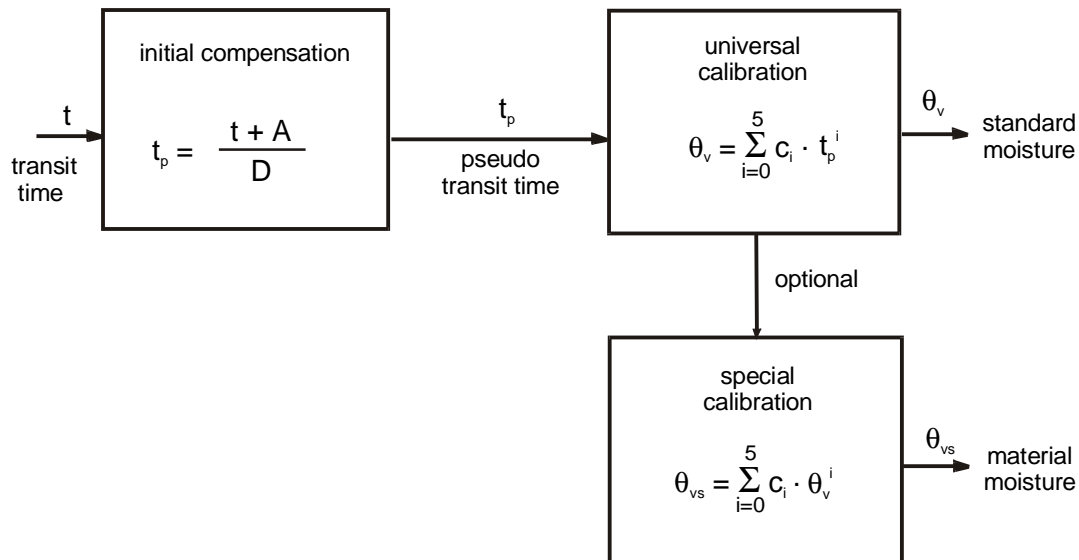 initial compensation
t
transit
time
t_p = (t + A) / D
t_p
pseudo
transit time
universal
calibration
θ_v = Σ_{i=0}^{5} c_i · t_p^i
θ_v
standard
moisture
optional
special
calibration
θ_vs = Σ_{i=0}^{5} c_i · θ_v^i
θ_vs
material
moisture